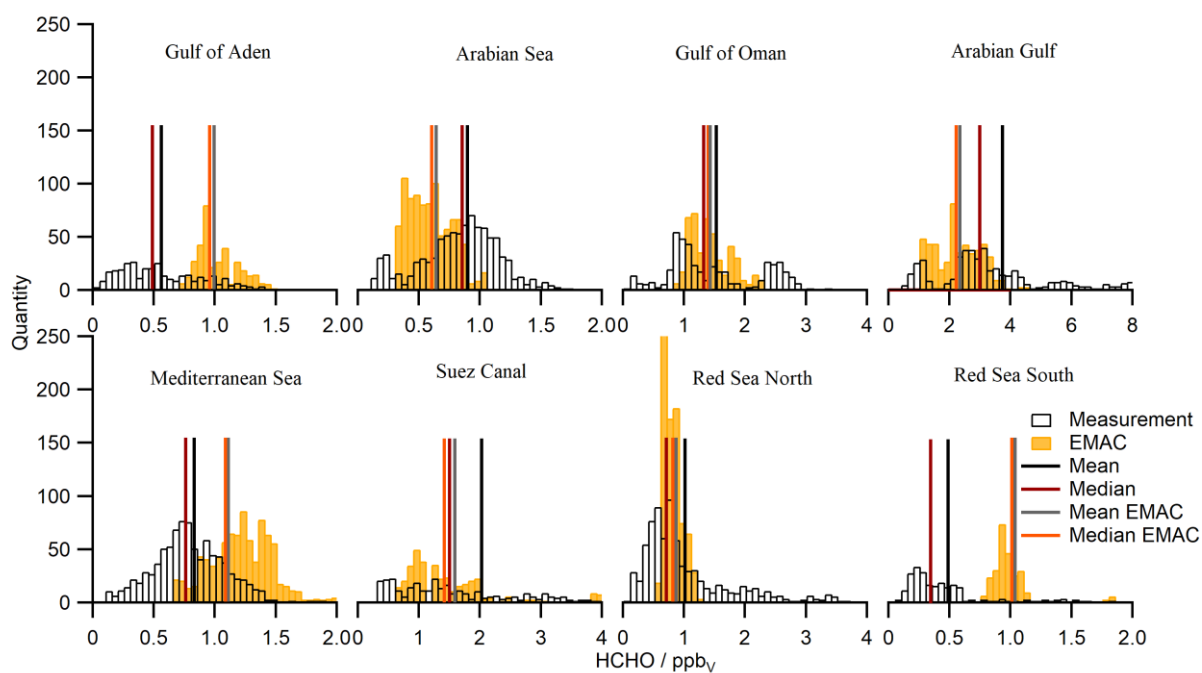 250
200
150
100
50
0
Gulf of Aden
Arabian Sea
Gulf of Oman
Arabian Gulf
0 0.5 1.0 1.5 2.0
0 0.5 1.0 1.5 2.0
0 1 2 3 4
0 2 4 6 8
Quantity
250
200
150
100
50
0
Mediterranean Sea
Suez Canal
Red Sea North
Red Sea South
Measurement
EMAC
Mean
Median
Mean EMAC
Median EMAC
0 0.5 1.0 1.5 2.0
0 1 2 3 4
0 1 2 3 4
0 0.5 1.0 1.5 2.0
HCHO / ppbv